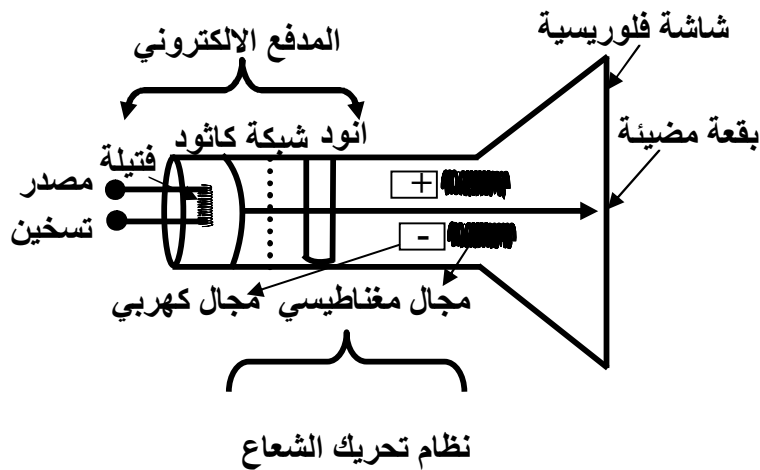 شاشة فلوريسية
المدفع الالكتروني
انود
شبكة
كاثود
فتيلة
بقعة مضيئة
مصدر
تسخين
+
-
مجال مغناطيسي
مجال كهربي
نظام تحريك الشعاع